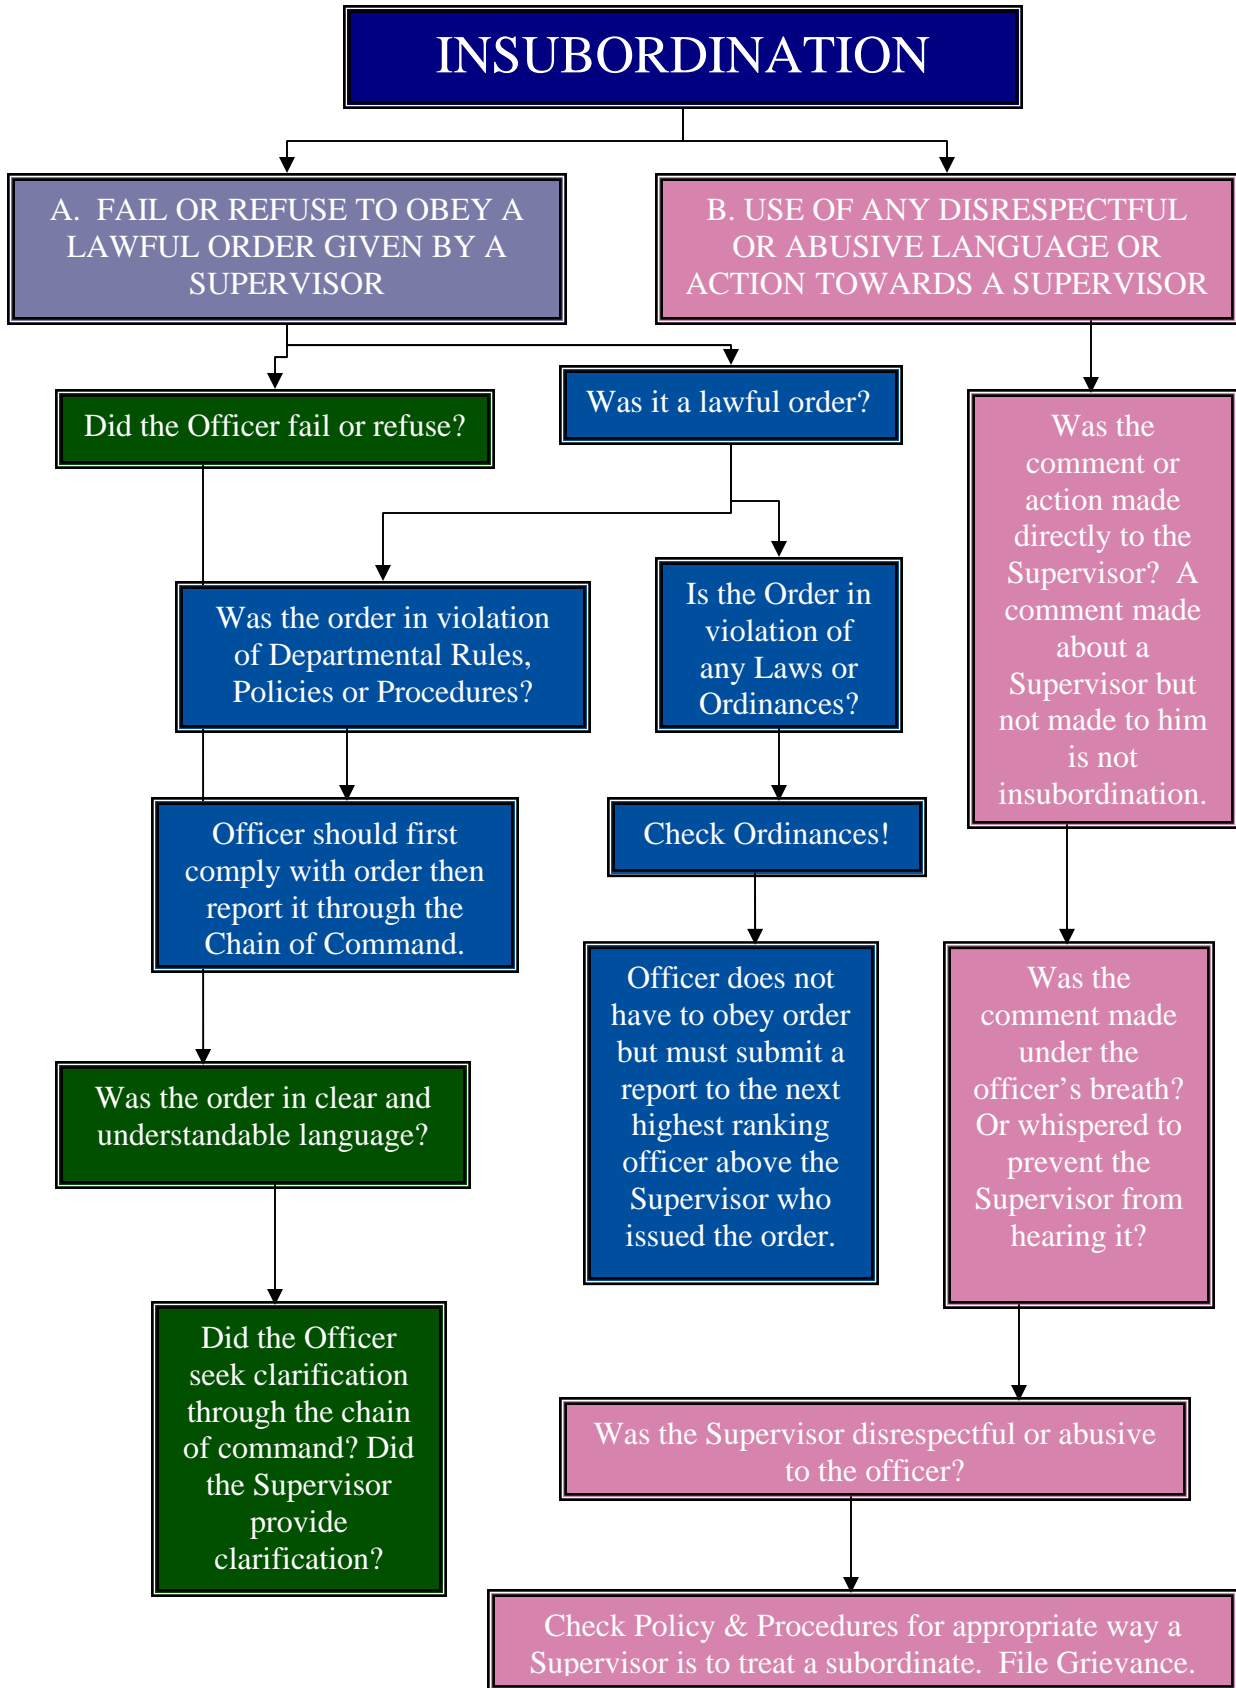 INSUBORDINATION
A. FAIL OR REFUSE TO OBEY A
LAWFUL ORDER GIVEN BY A
SUPERVISOR
B. USE OF ANY DISRESPECTFUL
OR ABUSIVE LANGUAGE OR
ACTION TOWARDS A SUPERVISOR
Did the Officer fail or refuse?
Was it a lawful order?
Was the
comment or
action made
directly to the
Supervisor? A
comment made
about a
Supervisor but
not made to him
is not
insubordination.
Was the order in violation
of Departmental Rules,
Policies or Procedures?
Is the Order in
violation of
any Laws or
Ordinances?
Officer should first
comply with order then
report it through the
Chain of Command.
Check Ordinances!
Officer does not
have to obey order
but must submit a
report to the next
highest ranking
officer above the
Supervisor who
issued the order.
Was the
comment made
under the
officer’s breath?
Or whispered to
prevent the
Supervisor from
hearing it?
Was the order in clear and
understandable language?
Did the Officer
seek clarification
through the chain
of command? Did
the Supervisor
provide
clarification?
Was the Supervisor disrespectful or abusive
to the officer?
Check Policy & Procedures for appropriate way a
Supervisor is to treat a subordinate. File Grievance.